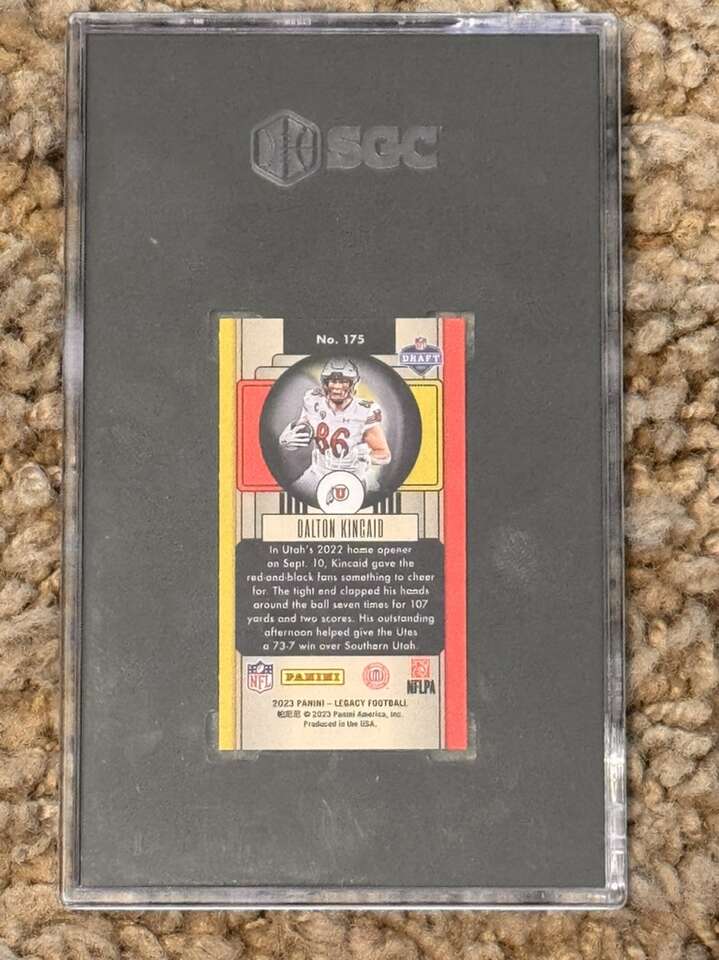 SGC
No. 175
NFL
DRAFT
86
U
DALTON KINCAID
In Utah's 2022 home opener
on Sept. 10, Kincaid gave the
red-and-black fans something to cheer
for. The tight end clapped his hands
around the ball seven times for 107
yards and two scores. His outstanding
afternoon helped give the Utes
a 73-7 win over Southern Utah.
NFL PANINI NFLPA
2023 PANINI – LEGACY FOOTBALL
© 2023 Panini America, Inc.
Produced in the USA.